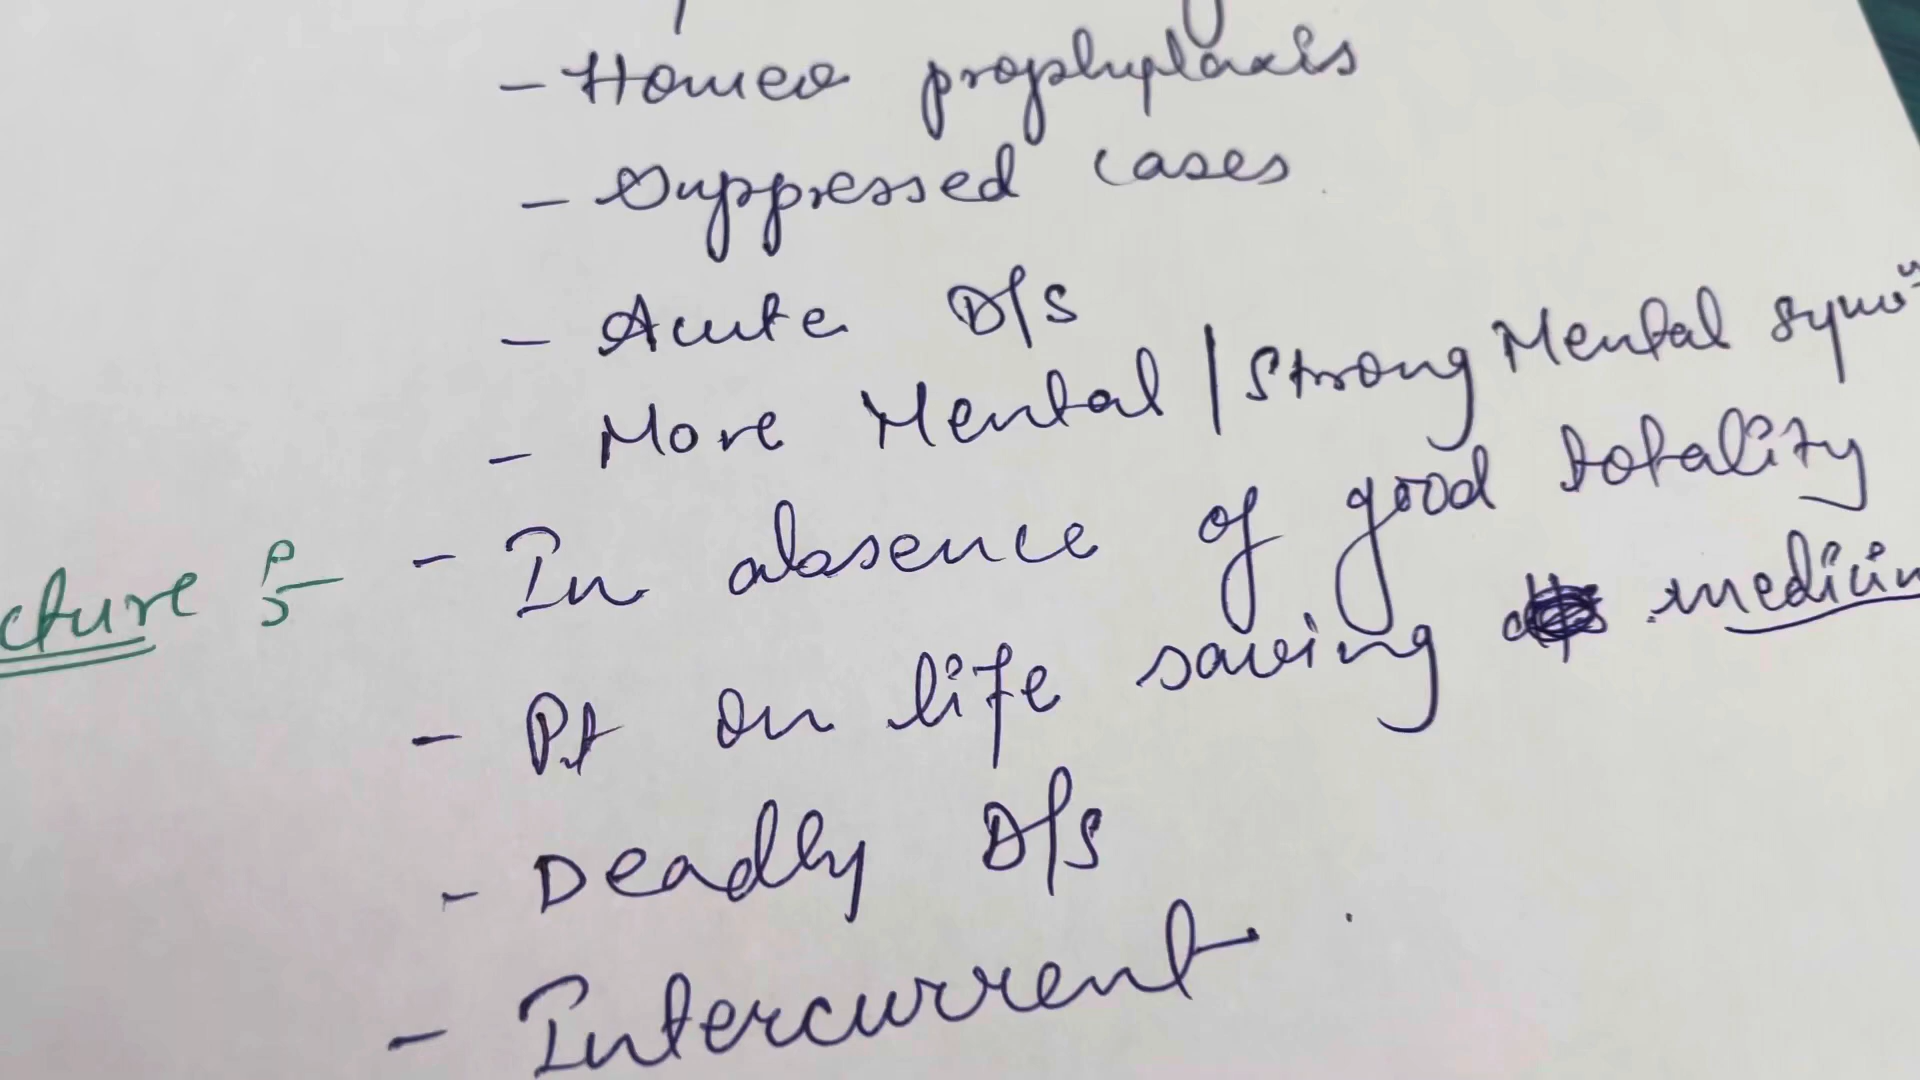 - Homeo prophylaxis
- Suppressed cases
- Acute D/s
- More Mental / Strong Mental sym
- In absence of good totality
cture
- Pt on life saving medicin
- Deadly D/s
- Intercurrent